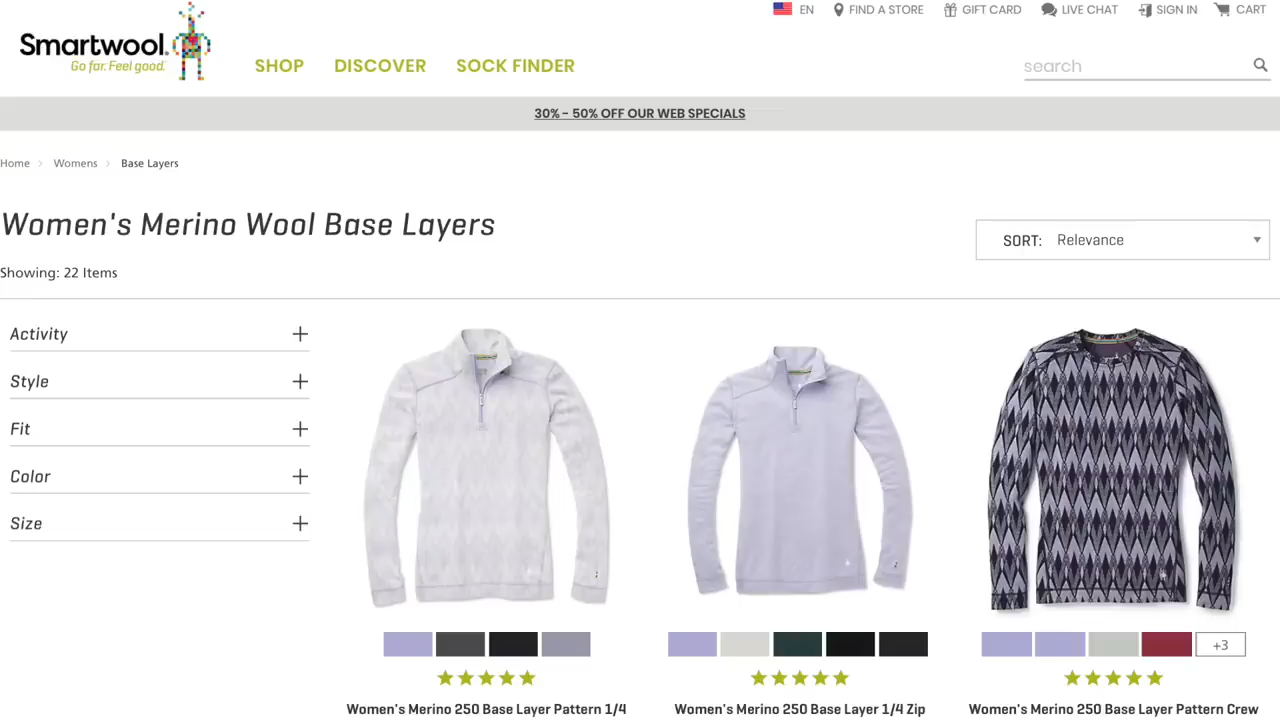 EN FIND A STORE GIFT CARD LIVE CHAT SIGN IN CART
Smartwool.
Go far. Feel good.
SHOP DISCOVER SOCK FINDER
search
30% - 50% OFF OUR WEB SPECIALS
Home Womens Base Layers
Women's Merino Wool Base Layers
SORT: Relevance
Showing: 22 Items
Activity
Style
Fit
Color
Size
+3
Women's Merino 250 Base Layer Pattern 1/4
Women's Merino 250 Base Layer 1/4 Zip
Women's Merino 250 Base Layer Pattern Crew